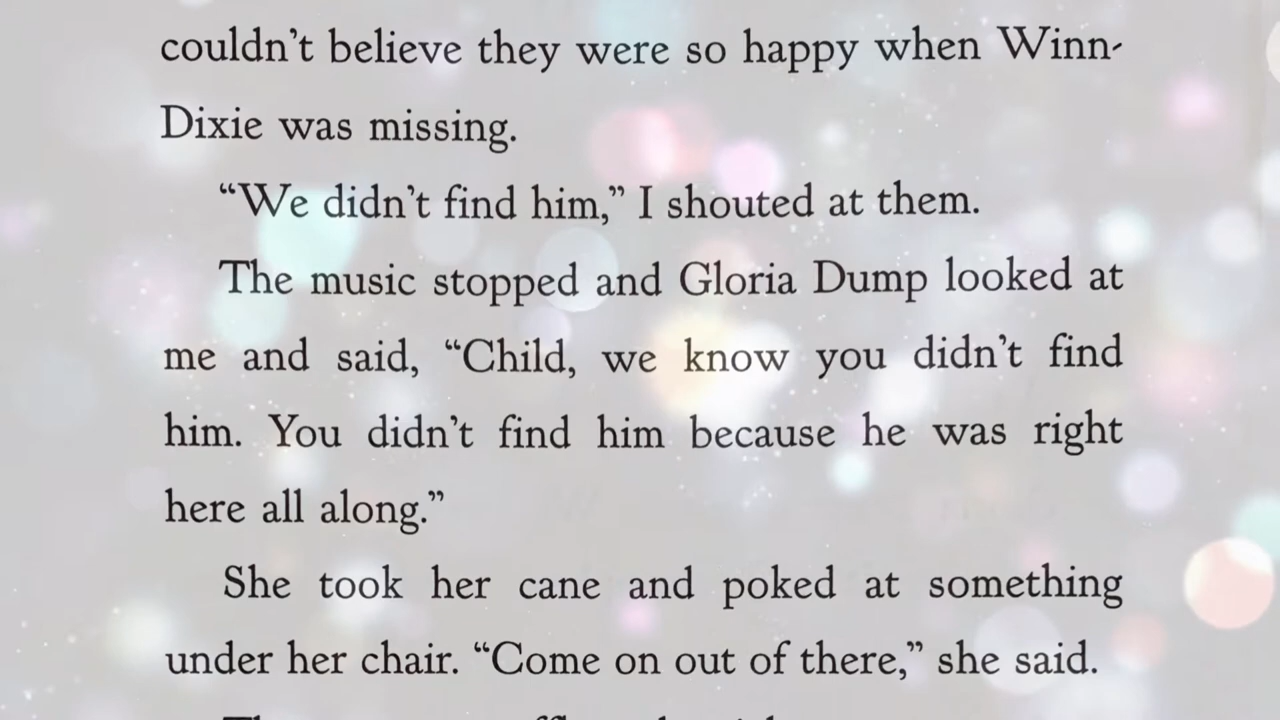 couldn’t believe they were so happy when Winn-
Dixie was missing.
“We didn’t find him,” I shouted at them.
The music stopped and Gloria Dump looked at
me and said, “Child, we know you didn’t find
him. You didn’t find him because he was right
here all along.”
She took her cane and poked at something
under her chair. “Come on out of there,” she said.